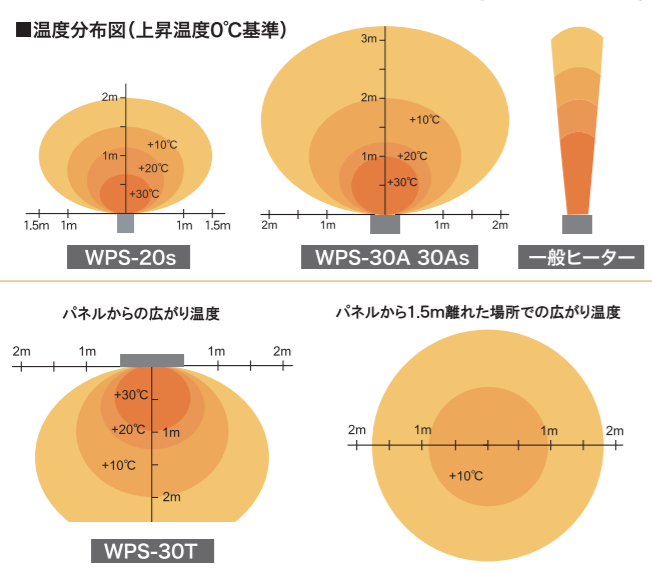 ■温度分布図（上昇温度0℃基準）
3m
2m
2m
+10℃
+10℃
1m
+20℃
1m
+20℃
+30℃
+30℃
1.5m 1m 1m 1.5m
2m 1m 1m 2m
WPS-20s
WPS-30A 30As
一般ヒーター
パネルからの広がり温度
パネルから1.5m離れた場所での広がり温度
2m 1m 1m 2m
+30℃
+20℃
1m
+10℃
2m
WPS-30T
2m 1m 1m 2m
+10℃